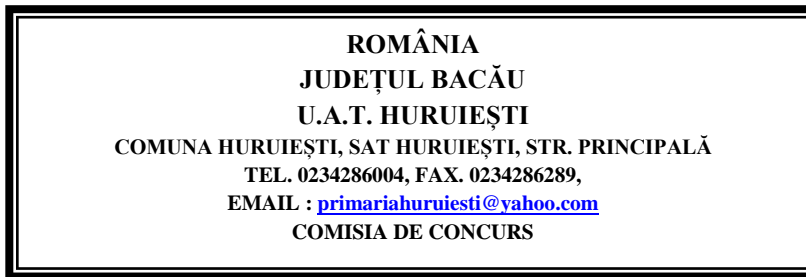 ROMÂNIA
JUDEȚUL BACĂU
U.A.T. HURUIEȘTI
COMUNA HURUIEȘTI, SAT HURUIEȘTI, STR. PRINCIPALĂ
TEL. 0234286004, FAX. 0234286289,
EMAIL : primariahuruiesti@yahoo.com
COMISIA DE CONCURS